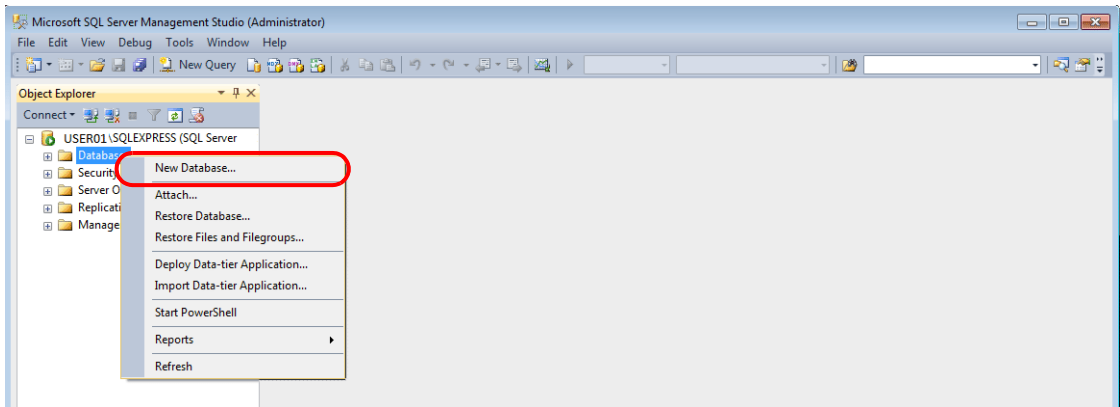 Microsoft SQL Server Management Studio (Administrator)
File Edit View Debug Tools Window Help
New Query
Object Explorer
Connect
USER01\SQLEXPRESS (SQL Server
Databas
Security
Server O
Replicati
Manage
New Database...
Attach...
Restore Database...
Restore Files and Filegroups...
Deploy Data-tier Application...
Import Data-tier Application...
Start PowerShell
Reports
Refresh